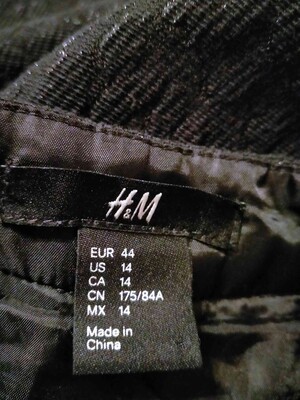 H&M
EUR 44
US 14
CA 14
CN 175/84A
MX 14
Made in
China